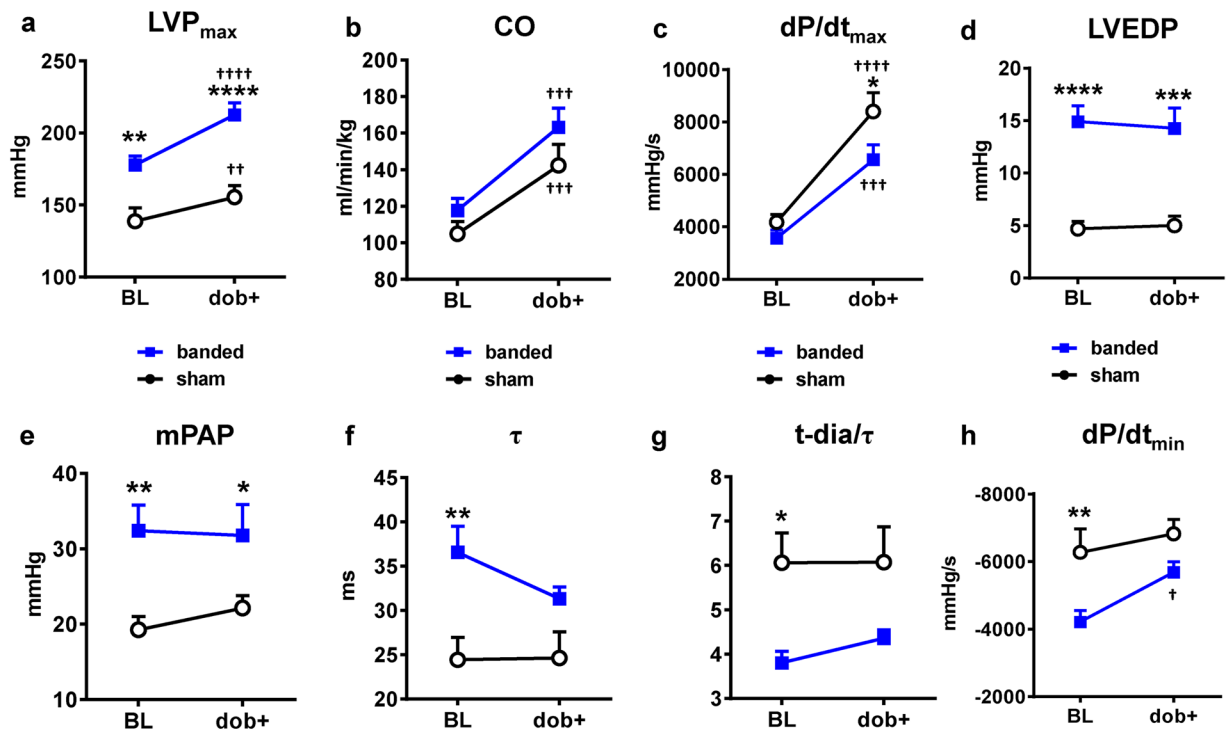 a LVPmax
mmHg
250
200
150
100
**
††††
****
††
BL dob+
b CO
ml/min/kg
200
180
160
140
120
100
80
†††
†††
BL dob+
c dP/dtmax
mmHg/s
10000
8000
6000
4000
2000
††††
*
†††
BL dob+
d LVEDP
mmHg
20
15
10
5
0
**** ***
BL dob+
banded
sham
banded
sham
banded
sham
banded
sham
e mPAP
mmHg
40
30
20
10
** *
BL dob+
f τ
ms
45
40
35
30
25
20
**
BL dob+
g t-dia/τ
8
7
6
5
4
3
*
BL dob+
h dP/dtmin
mmHg/s
-8000
-6000
-4000
-2000
**
†
BL dob+